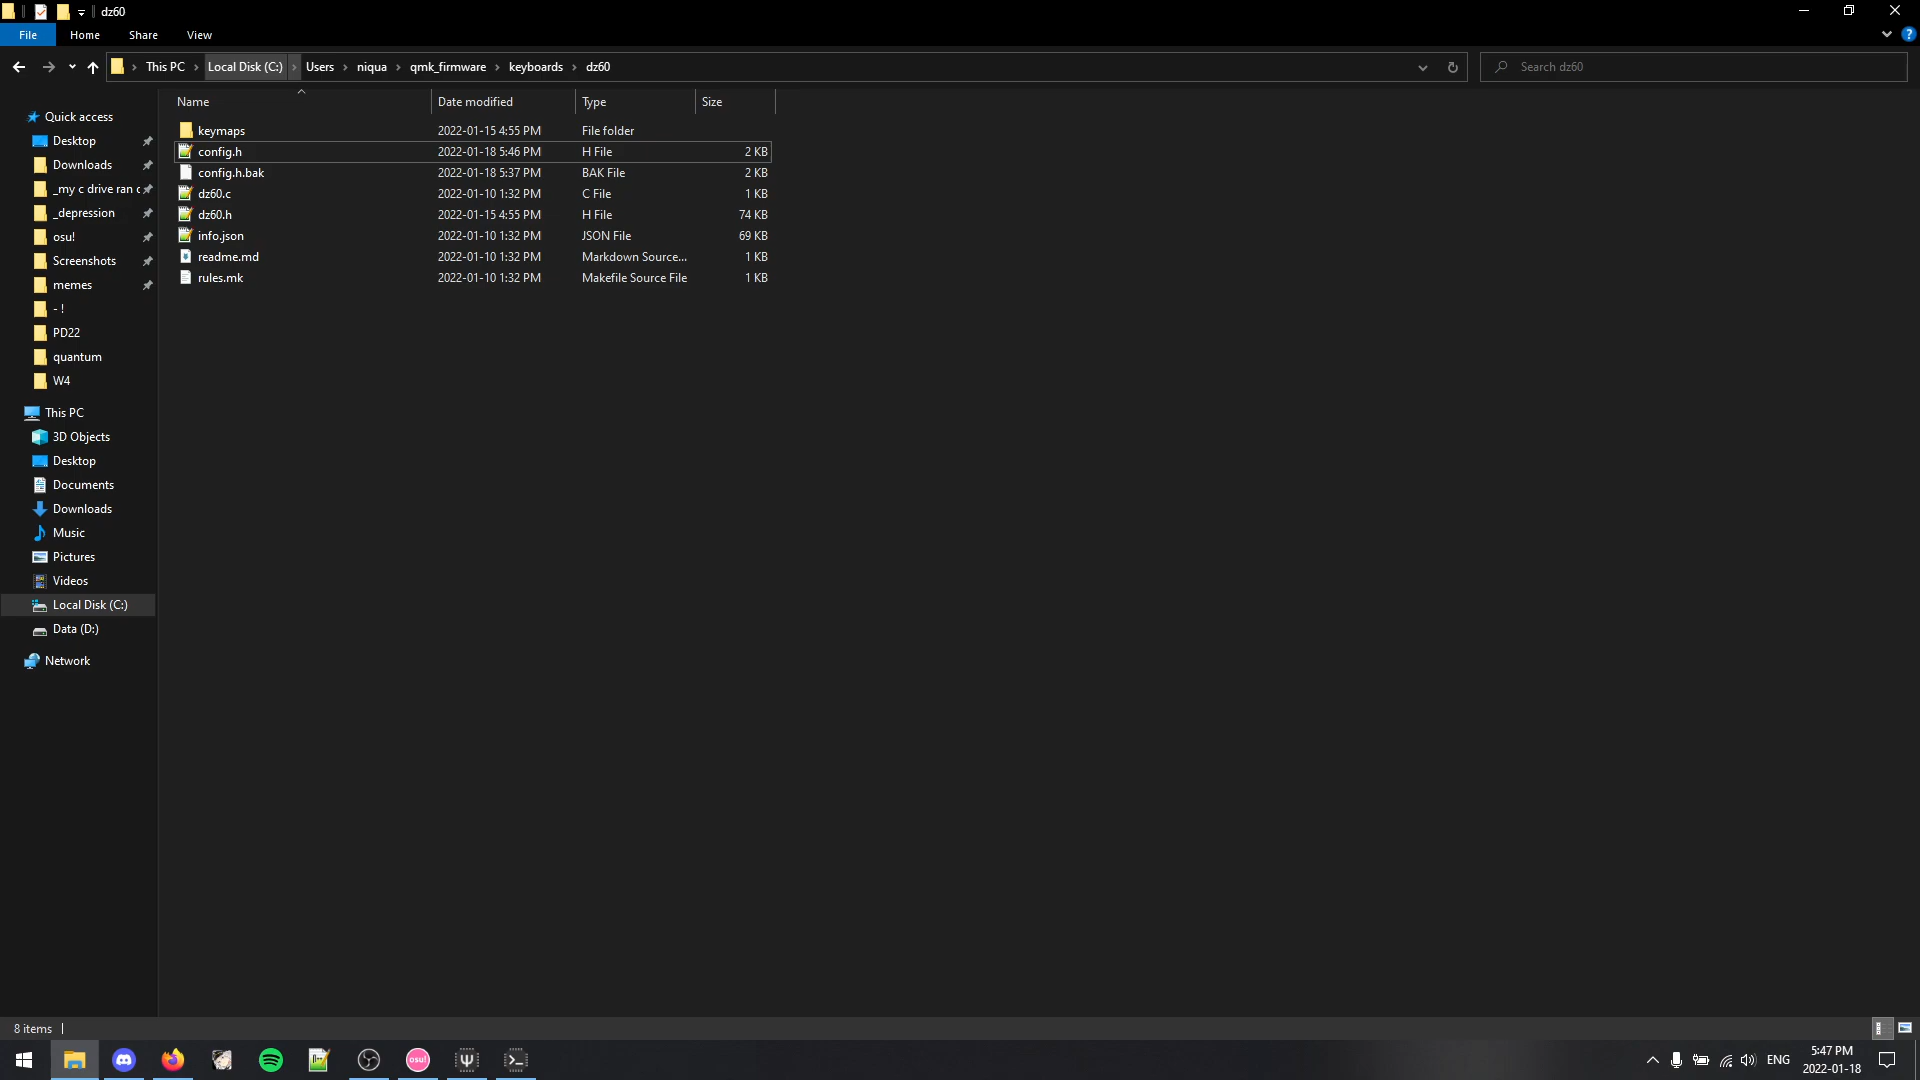 dz60
File Home Share View
This PC Local Disk (C:) Users niqua qmk_firmware keyboards dz60
Search dz60
Name Date modified Type Size
keymaps 2022-01-15 4:55 PM File folder
config.h 2022-01-18 5:46 PM H File 2 KB
config.h.bak 2022-01-18 5:37 PM BAK File 2 KB
dz60.c 2022-01-10 1:32 PM C File 1 KB
dz60.h 2022-01-15 4:55 PM H File 74 KB
info.json 2022-01-10 1:32 PM JSON File 69 KB
readme.md 2022-01-10 1:32 PM Markdown Source... 1 KB
rules.mk 2022-01-10 1:32 PM Makefile Source File 1 KB
Quick access
Desktop
Downloads
_my c drive ran c
_depression
osu!
Screenshots
memes
- !
PD22
quantum
W4
This PC
3D Objects
Desktop
Documents
Downloads
Music
Pictures
Videos
Local Disk (C:)
Data (D:)
Network
8 items
osu!
ENG
5:47 PM
2022-01-18